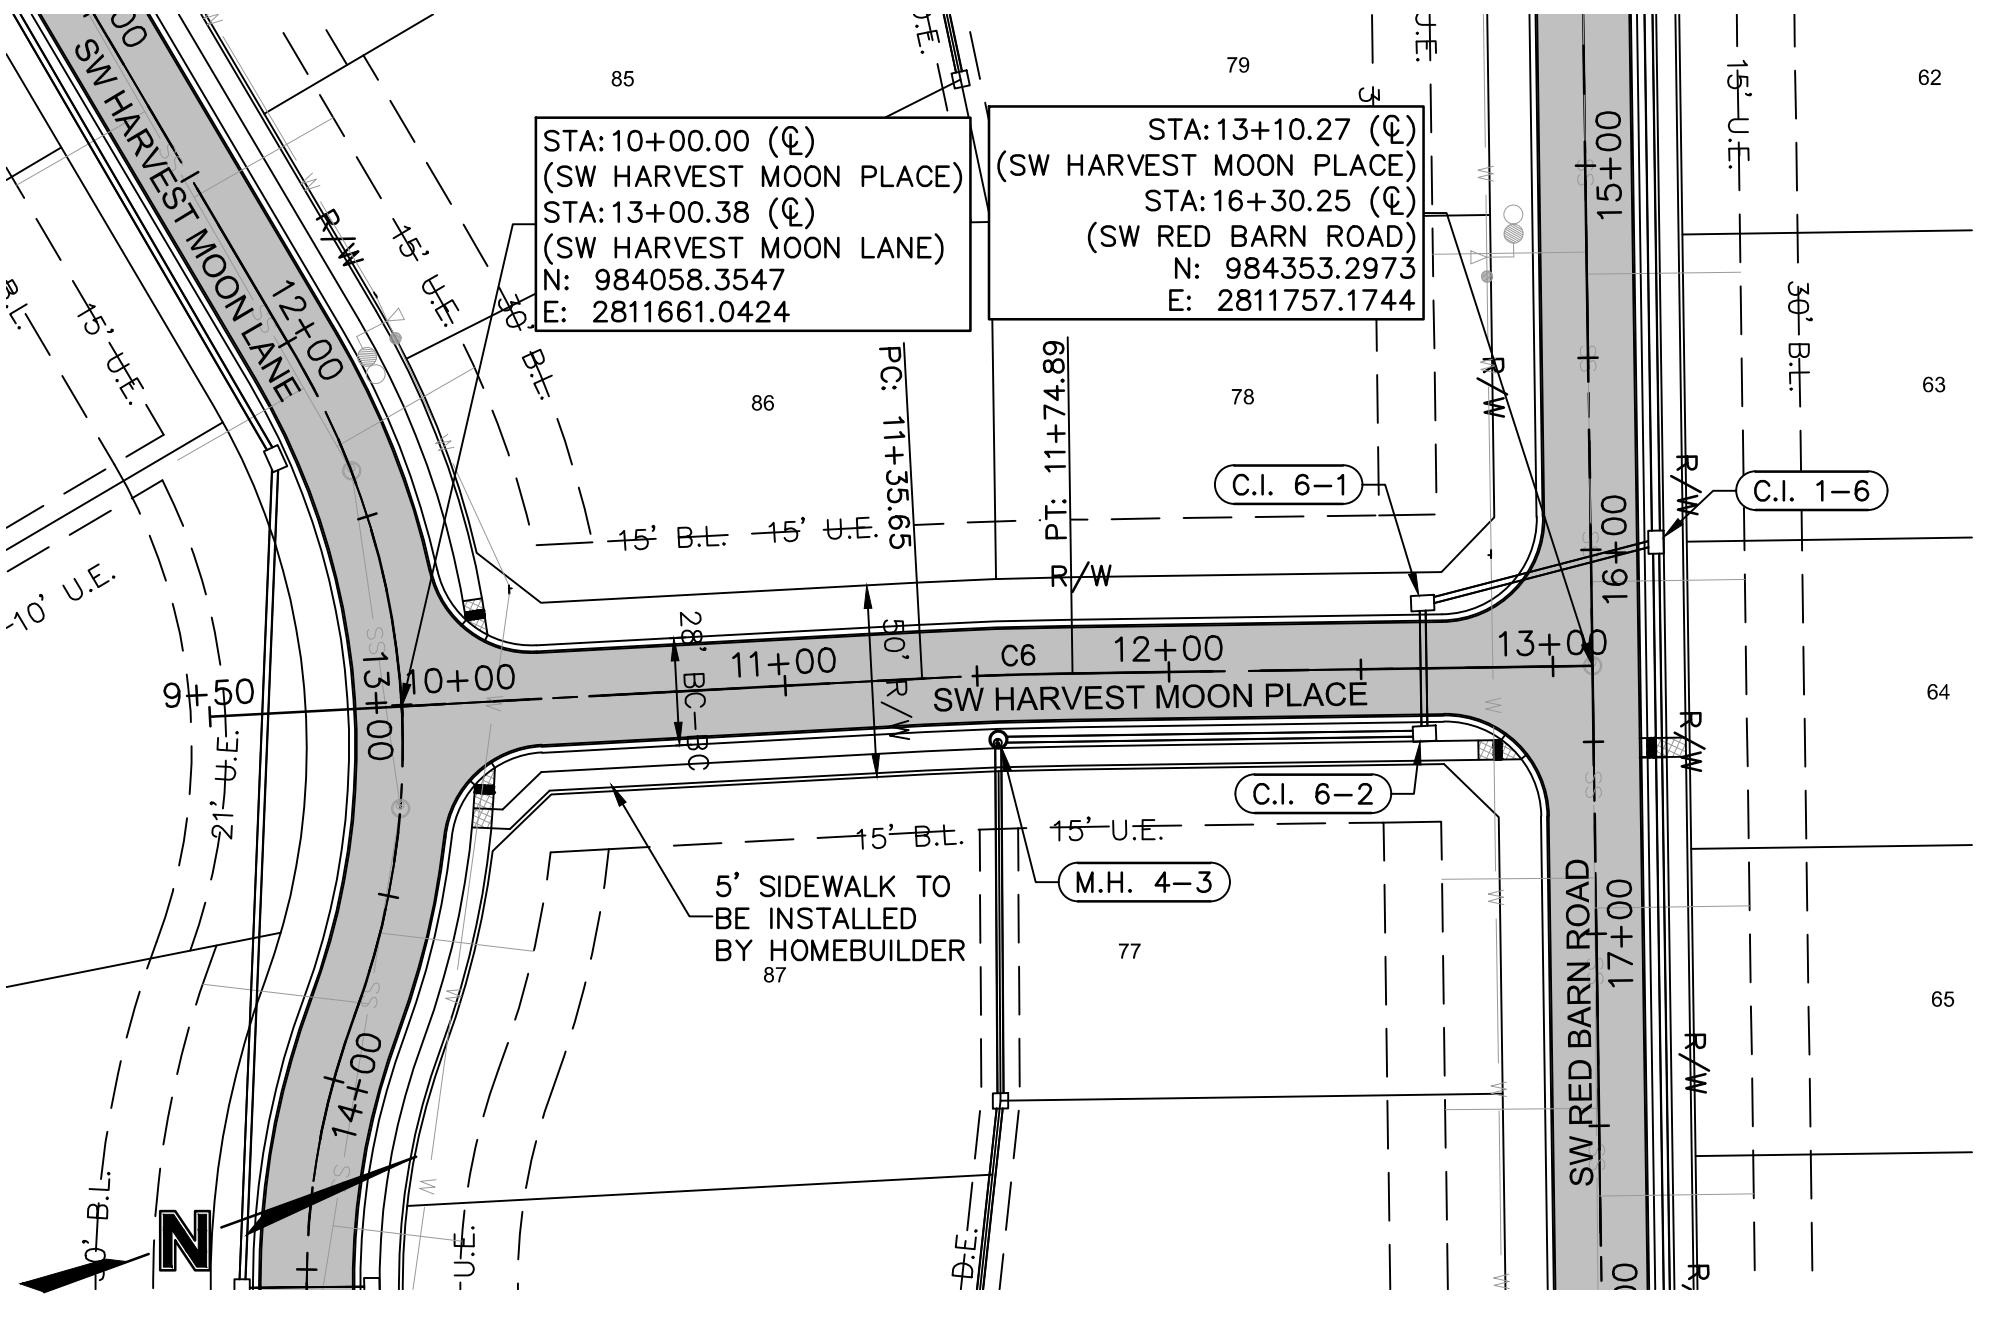 85
79
62
STA:10+00.00 (℄)
(SW HARVEST MOON PLACE)
STA:13+00.38 (℄)
(SW HARVEST MOON LANE)
N: 984058.3547
E: 2811661.0424
STA:13+10.27 (℄)
(SW HARVEST MOON PLACE)
STA:16+30.25 (℄)
(SW RED BARN ROAD)
N: 984353.2973
E: 2811757.1744
SW HARVEST MOON LANE
12+00
13+00
14+00
R/W
15' U.E.
30' B.L.
15' U.E.
B.L.
-10' U.E.
21' U.E.
U.E.
U.E.
15' U.E.
30' B.L.
15+00
16+00
17+00
63
86
78
PC: 11+35.65
PT: 11+74.89
R/W
R/W
C.I. 6-1
C.I. 1-6
15' B.L.
15' U.E.
R/W
28' BC-BC
50' R/W
9+50
10+00
11+00
C6
12+00
13+00
SW HARVEST MOON PLACE
64
R/W
C.I. 6-2
15' B.L.
15' U.E.
M.H. 4-3
5' SIDEWALK TO
BE INSTALLED
BY HOMEBUILDER
87
77
65
SW RED BARN ROAD
R/W
R/W
N
B.L.
U.E.
D.E.
SS
W